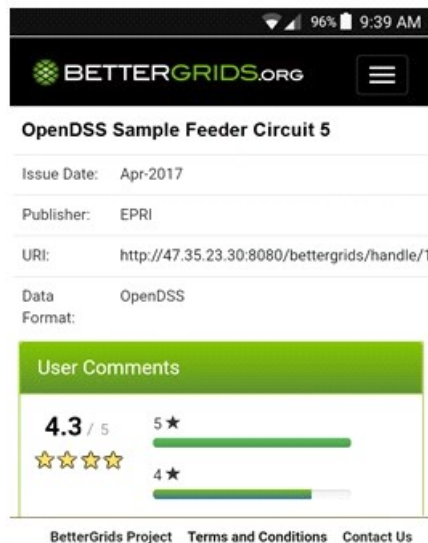 96% 9:39 AM
BETTERGRIDS.ORG
OpenDSS Sample Feeder Circuit 5
Issue Date: Apr-2017
Publisher: EPRI
URI: http://47.35.23.30:8080/bettergrids/handle/1
Data Format: OpenDSS
User Comments
4.3 / 5
5 ★
4 ★
BetterGrids Project Terms and Conditions Contact Us